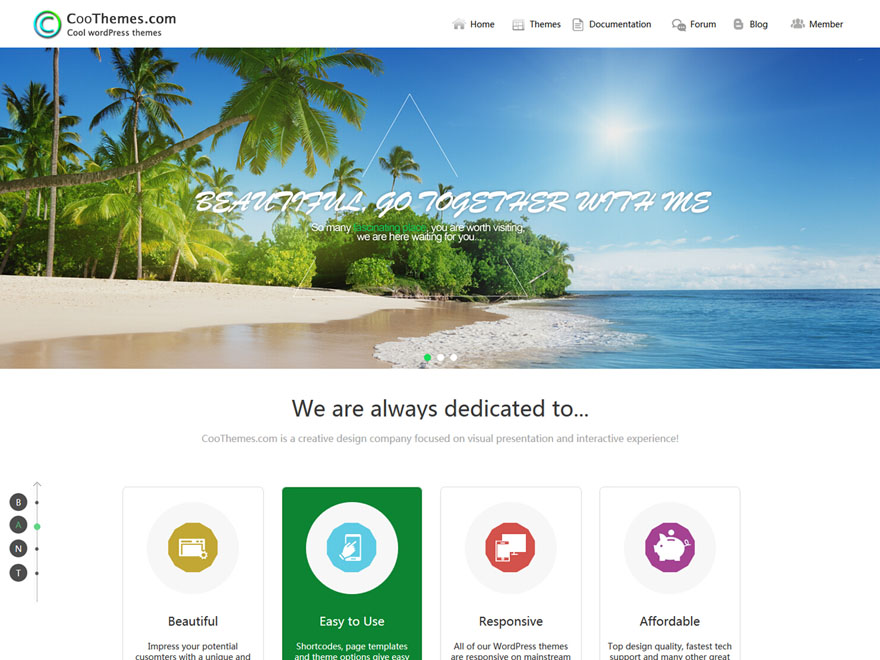 CooThemes.com
Cool wordPress themes
Home
Themes
Documentation
Forum
Blog
Member
BEAUTIFUL, GO TOGETHER WITH ME
So many fascinating place, you are worth visiting,
we are here waiting for you...
We are always dedicated to...
CooThemes.com is a creative design company focused on visual presentation and interactive experience!
B
A
N
T
Beautiful
Impress your potential
cusomters with a unique and
Easy to Use
Shortcodes, page templates
and theme options give easy
Responsive
All of our WordPress themes
are responsive on mainstream
Affordable
Top design quality, fastest tech
support and many other great